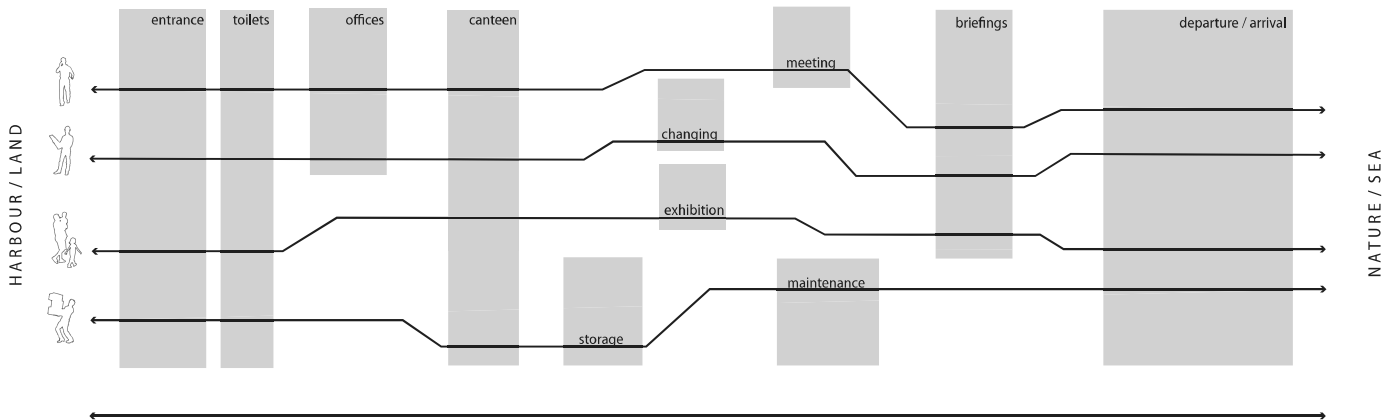 entrance
toilets
offices
canteen
briefings
departure / arrival
meeting
changing
exhibition
maintenance
storage
HARBOUR / LAND
NATURE / SEA